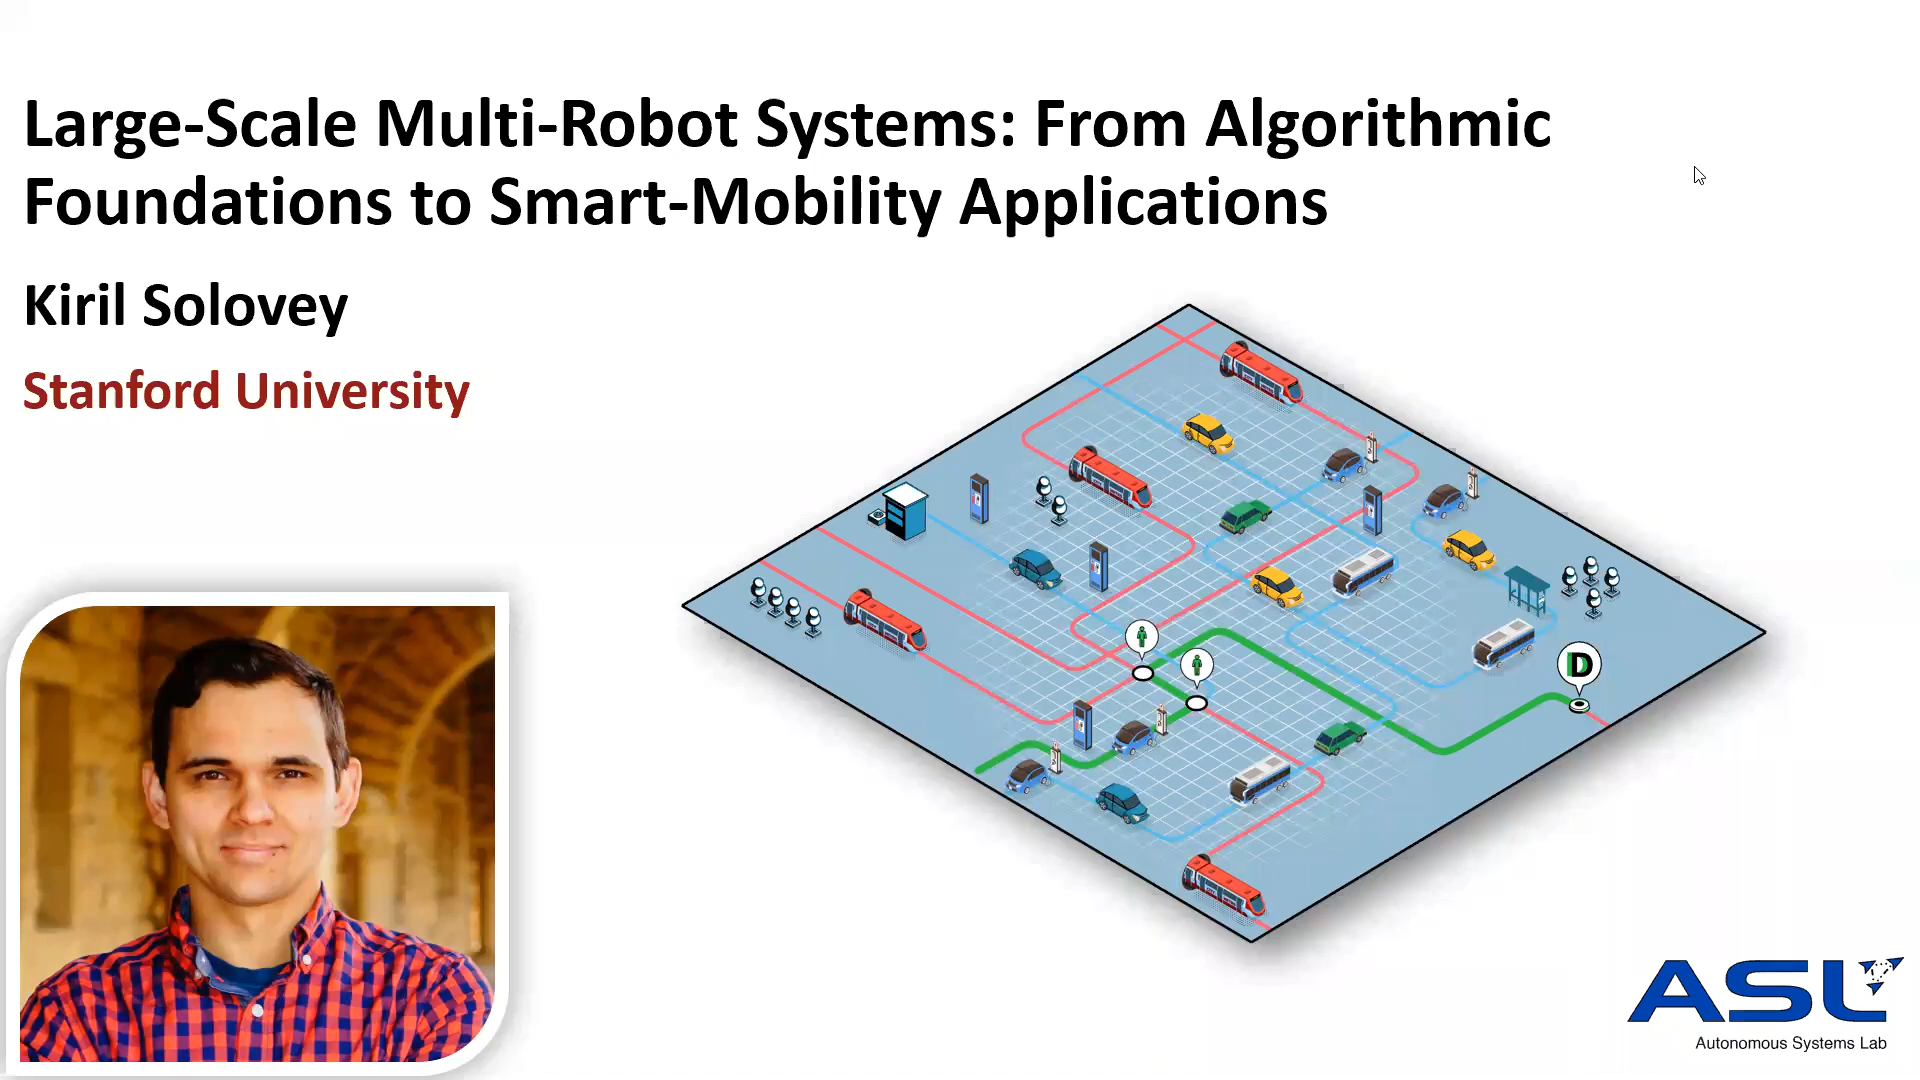 Large-Scale Multi-Robot Systems: From Algorithmic
Foundations to Smart-Mobility Applications
Kiril Solovey
Stanford University
D
ASL
Autonomous Systems Lab